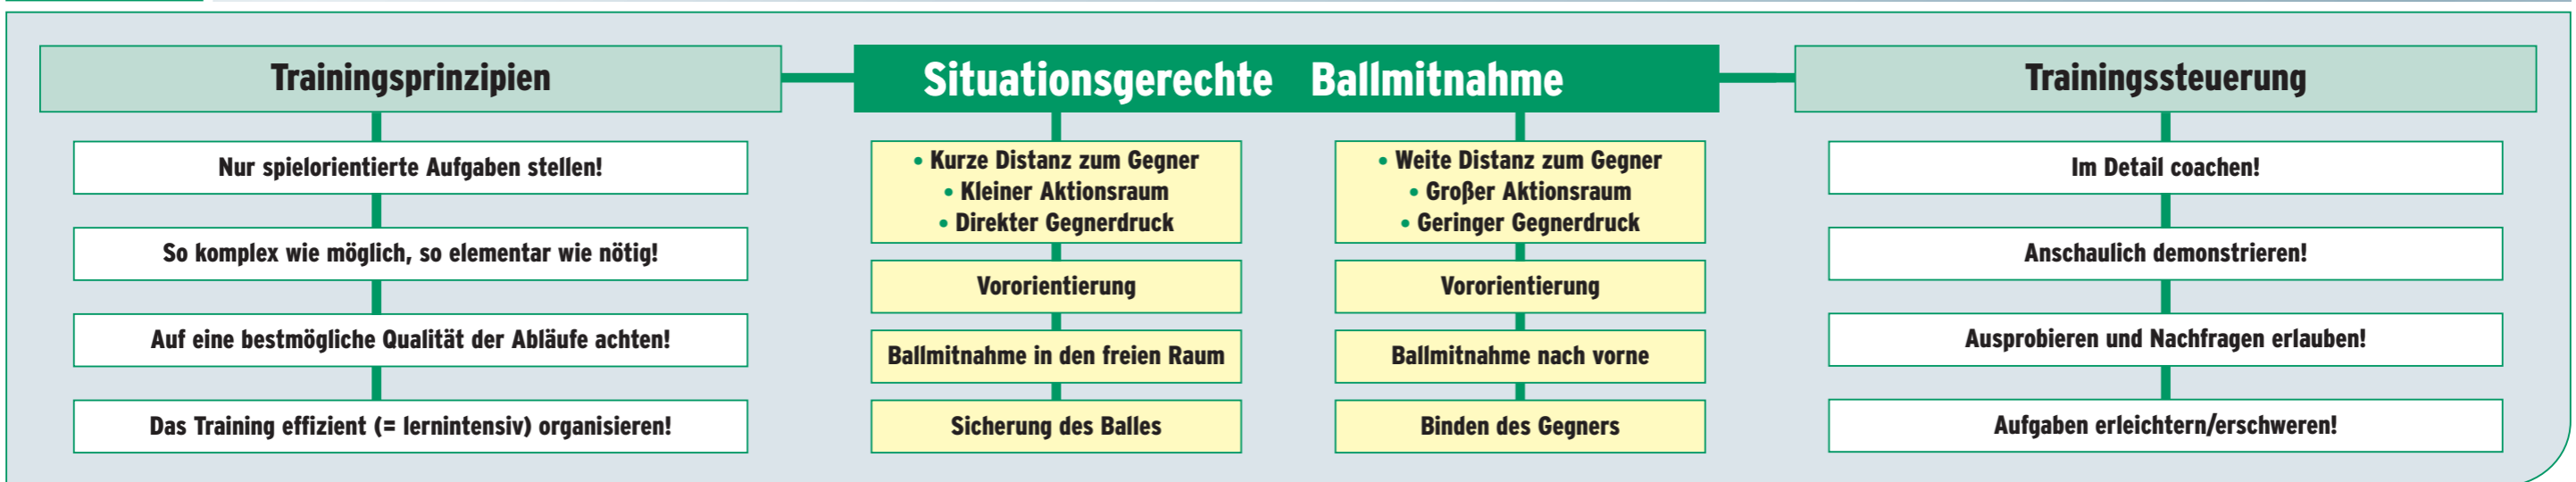 Trainingsprinzipien
Nur spielorientierte Aufgaben stellen!
So komplex wie möglich, so elementar wie nötig!
Auf eine bestmögliche Qualität der Abläufe achten!
Das Training effizient (= lernintensiv) organisieren!
Situationsgerechte Ballmitnahme
• Kurze Distanz zum Gegner
• Kleiner Aktionsraum
• Direkter Gegnerdruck
Vororientierung
Ballmitnahme in den freien Raum
Sicherung des Balles
• Weite Distanz zum Gegner
• Großer Aktionsraum
• Geringer Gegnerdruck
Vororientierung
Ballmitnahme nach vorne
Binden des Gegners
Trainingssteuerung
Im Detail coachen!
Anschaulich demonstrieren!
Ausprobieren und Nachfragen erlauben!
Aufgaben erleichtern/erschweren!